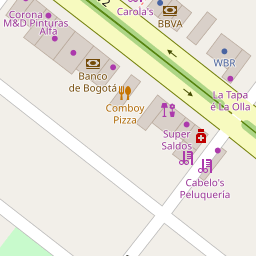 Corona
M&D Pinturas
Alfa
Carola's
BBVA
WBR
Banco
de Bogotá
Comboy
Pizza
La Tapa
é La Olla
Super
Saldos
Cabelo's
Peluqueria